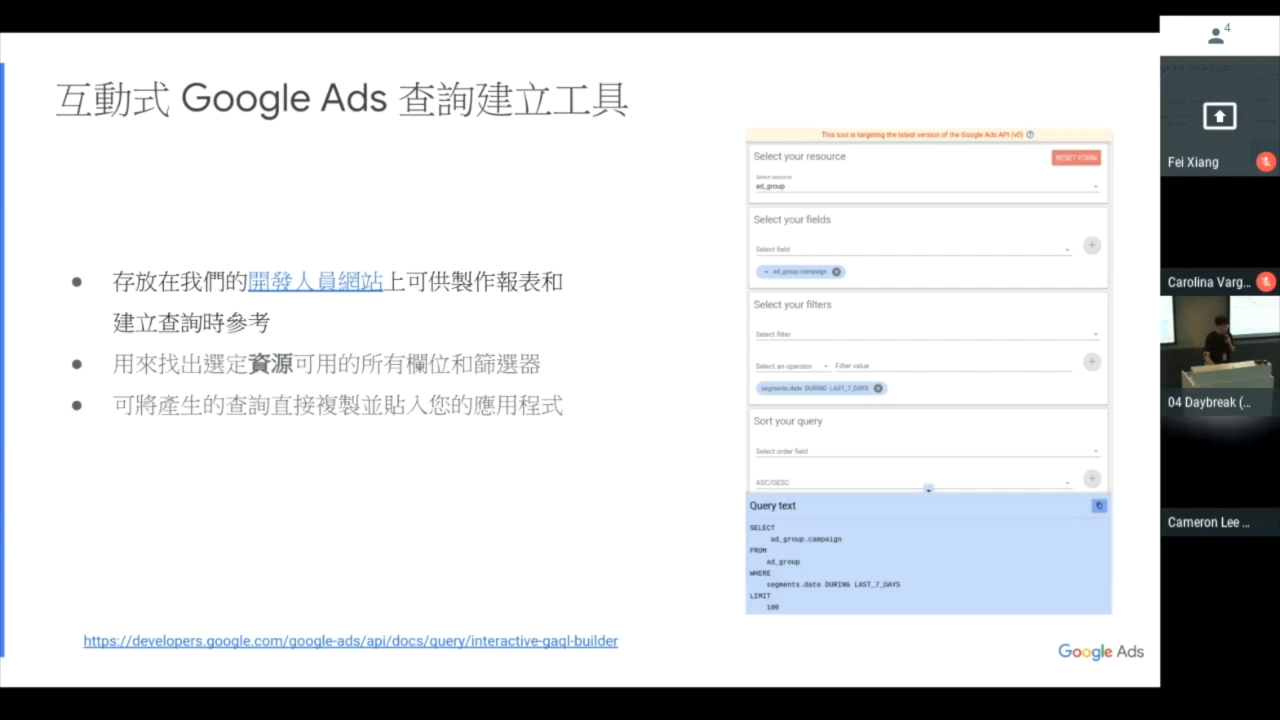 互動式 Google Ads 查詢建立工具
存放在我們的開發人員網站上可供製作報表和
建立查詢時參考
用來找出選定資源可用的所有欄位和篩選器
可將產生的查詢直接複製並貼入您的應用程式
https://developers.google.com/google-ads/api/docs/query/interactive-gaql-builder
This tool is targeting the latest version of the Google Ads API (v0)
Select your resource
RESET FORM
Select resource
ad_group
Select your fields
Select field
ad_group.campaign
Select your filters
Select filter
Select an operator
Filter value
segments.date DURING LAST_7_DAYS
Sort your query
Select order field
ASC/DESC
Query text
SELECT
ad_group.campaign
FROM
ad_group
WHERE
segments.date DURING LAST_7_DAYS
LIMIT
100
Google Ads
4
Fei Xiang
Carolina Varg...
04 Daybreak (...
Cameron Lee ...